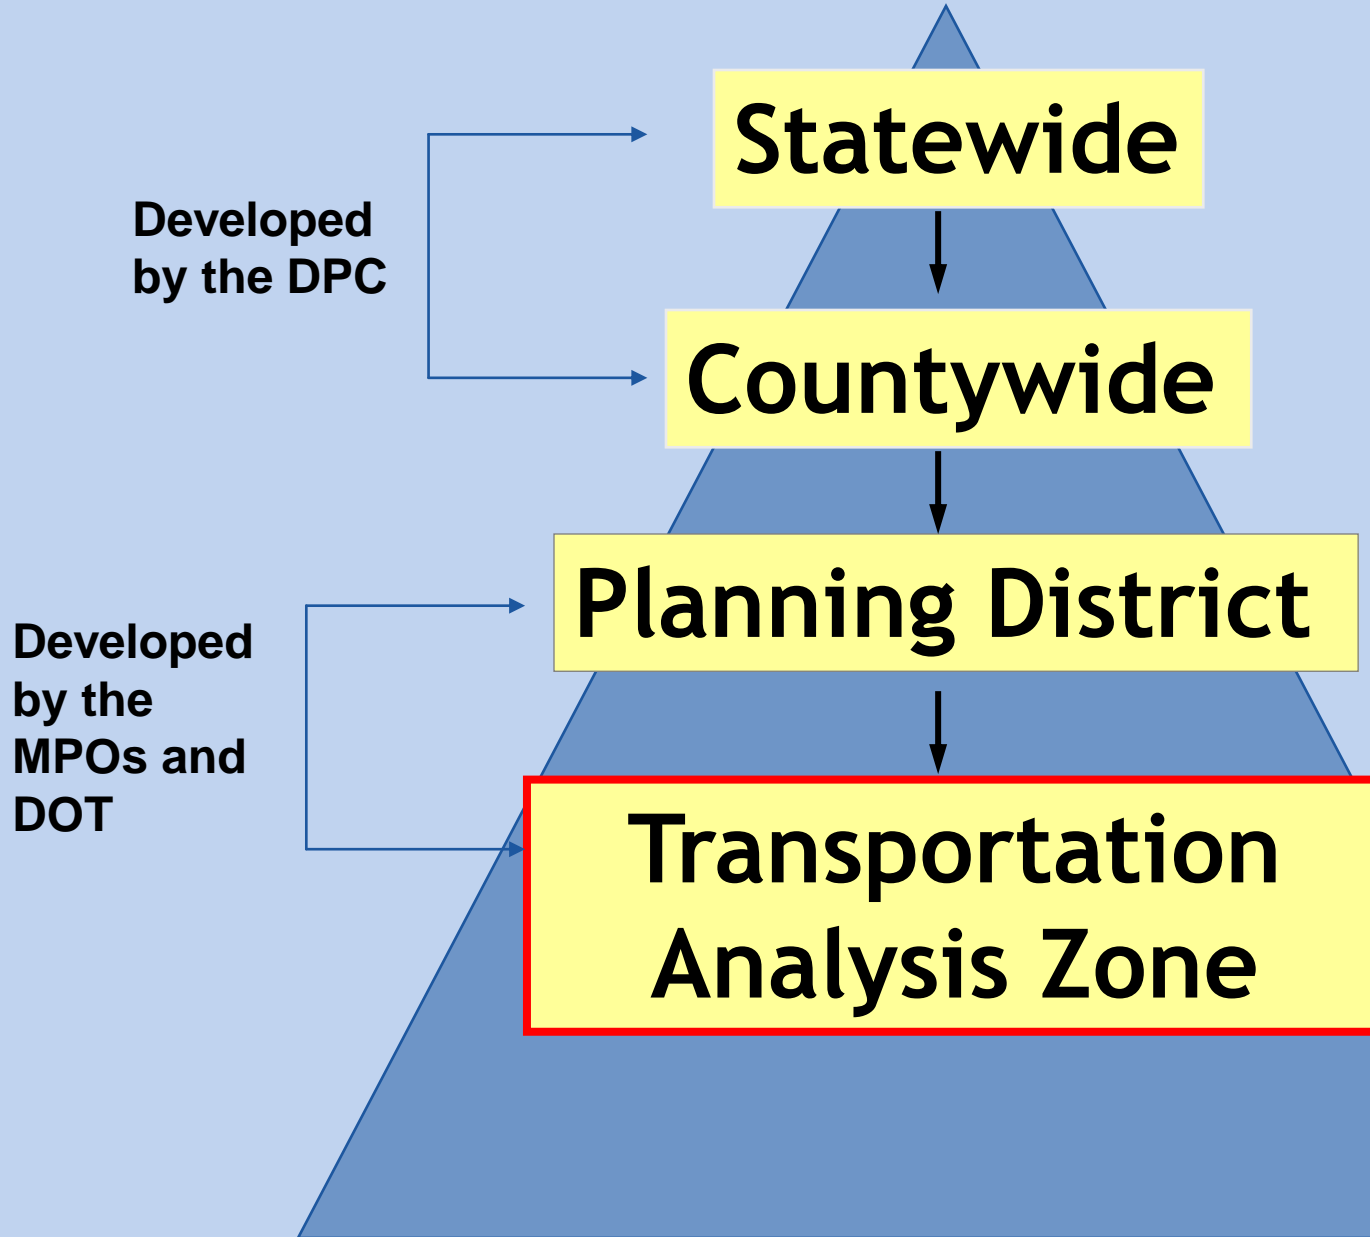 Statewide
Developed
by the DPC
Countywide
Planning District
Developed
by the
MPOs and
DOT
Transportation
Analysis Zone